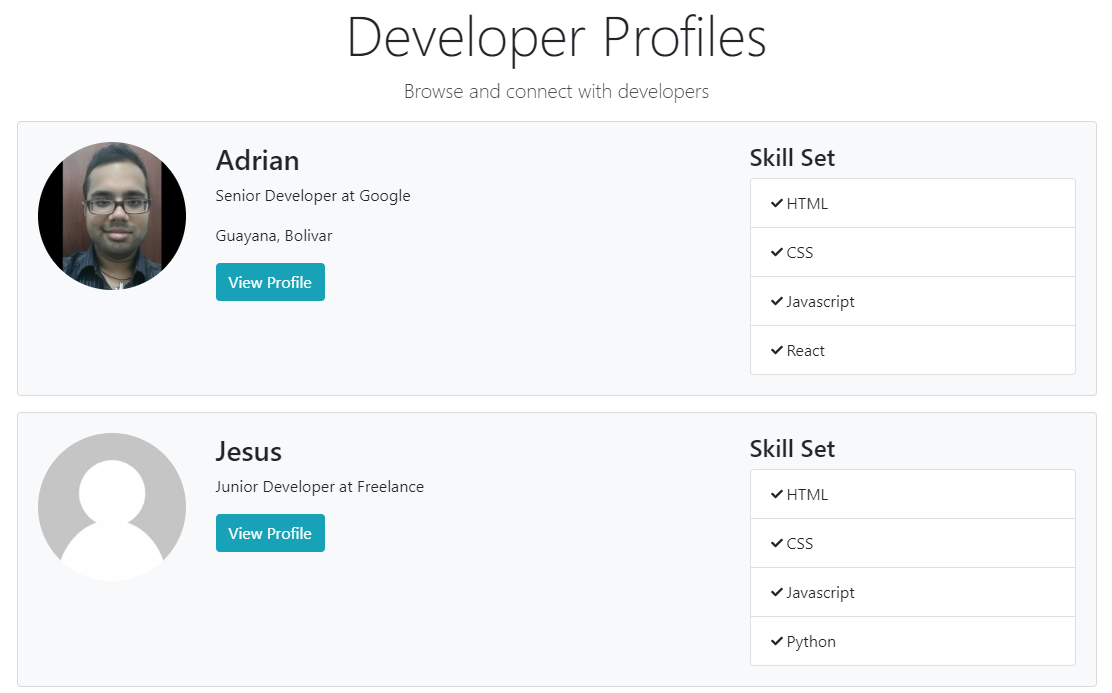 Developer Profiles
Browse and connect with developers
Adrian
Senior Developer at Google
Guayana, Bolivar
View Profile
Skill Set
HTML
CSS
Javascript
React
Jesus
Junior Developer at Freelance
View Profile
Skill Set
HTML
CSS
Javascript
Python